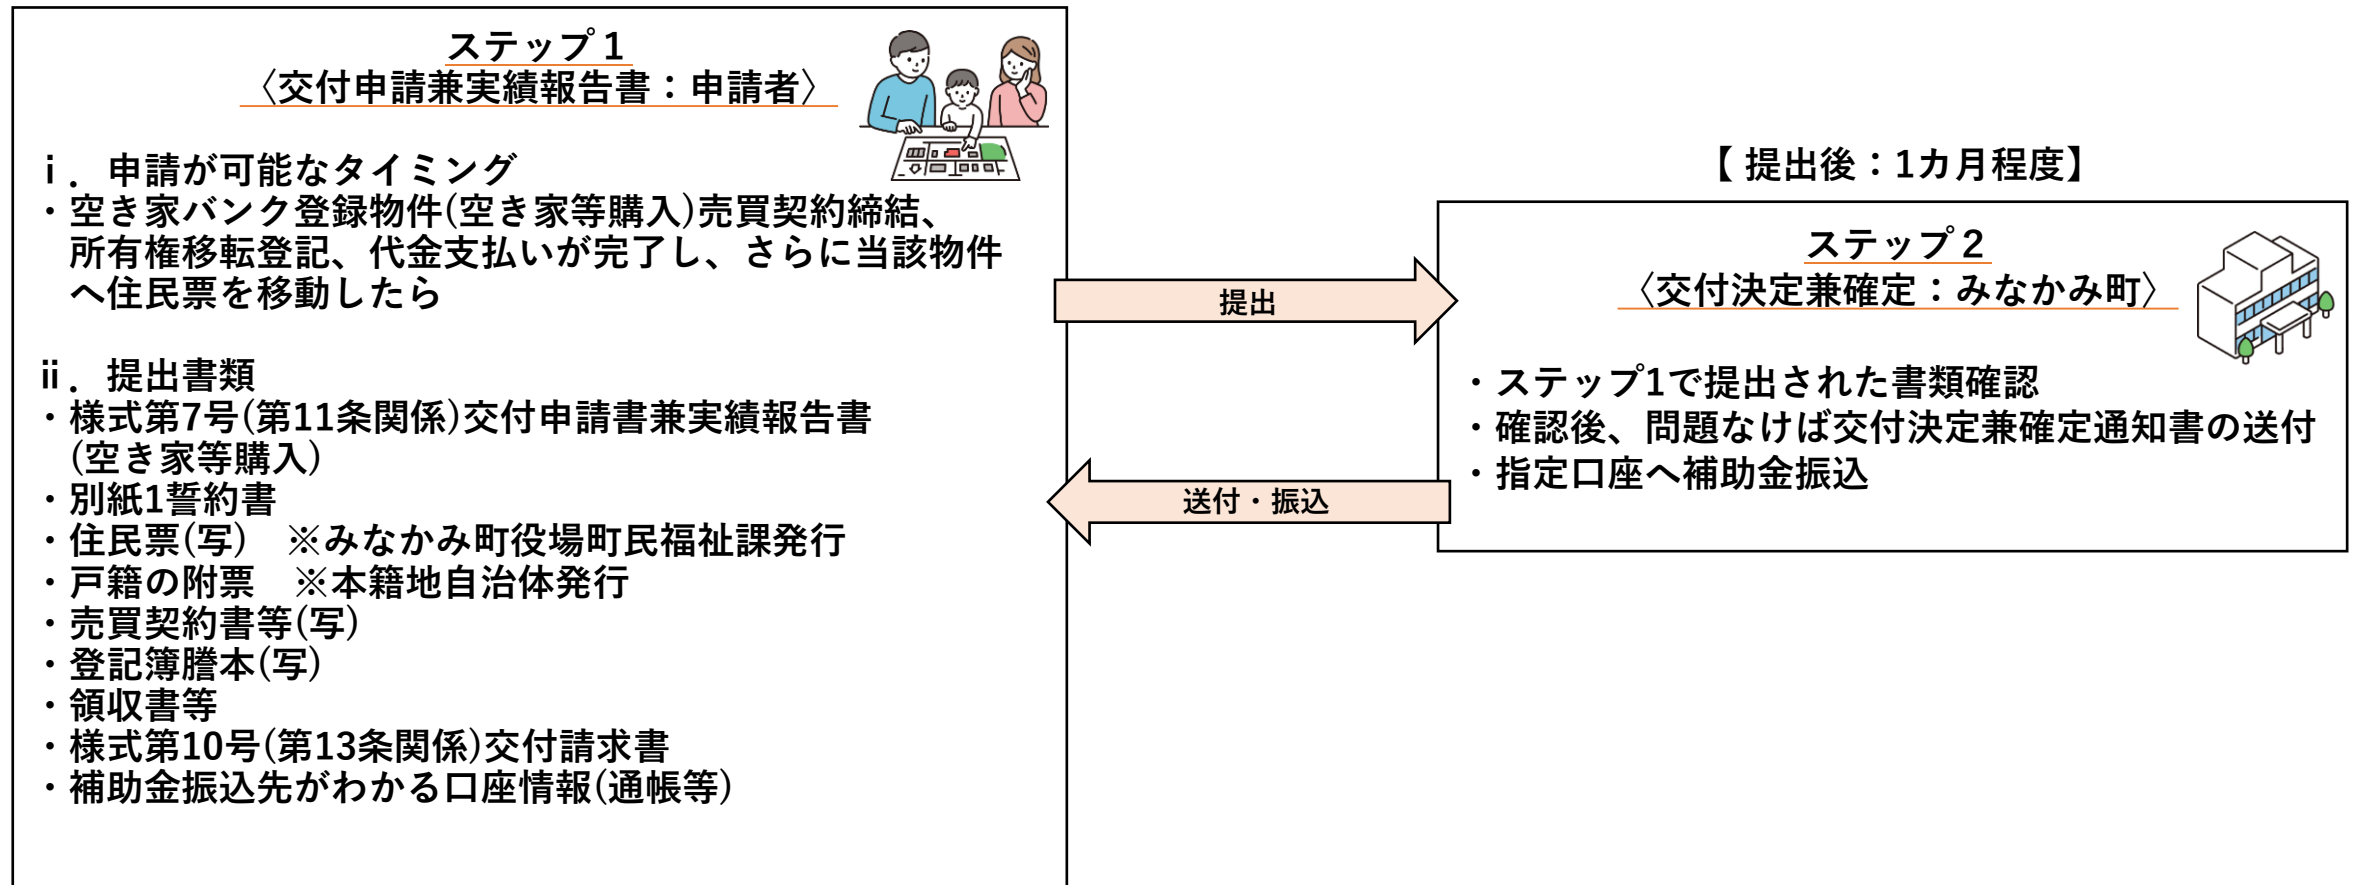 ステップ1
〈交付申請兼実績報告書：申請者〉
ⅰ．申請が可能なタイミング
・空き家バンク登録物件(空き家等購入)売買契約締結、
所有権移転登記、代金支払いが完了し、さらに当該物件
へ住民票を移動したら
ⅱ．提出書類
・様式第7号(第11条関係)交付申請書兼実績報告書
(空き家等購入)
・別紙1誓約書
・住民票(写)　※みなかみ町役場町民福祉課発行
・戸籍の附票　※本籍地自治体発行
・売買契約書等(写)
・登記簿謄本(写)
・領収書等
・様式第10号(第13条関係)交付請求書
・補助金振込先がわかる口座情報(通帳等)
提出
送付・振込
【 提出後：1カ月程度】
ステップ2
〈交付決定兼確定：みなかみ町〉
・ステップ1で提出された書類確認
・確認後、問題なけば交付決定兼確定通知書の送付
・指定口座へ補助金振込